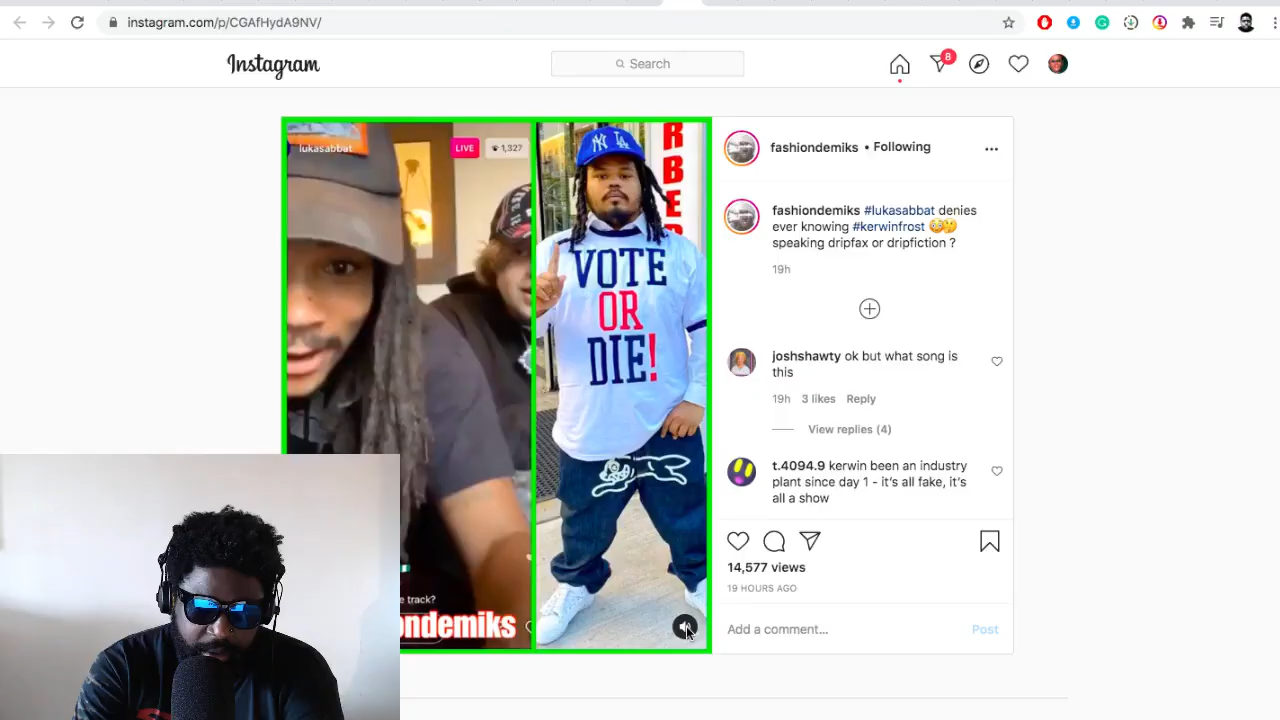 instagram.com/p/CGAfHydA9NV/
Instagram
Search
8
lukasabbat
LIVE
1,327
NY LA
R
B
E
R
VOTE
OR
DIE!
e track?
ondemiks
fashiondemiks • Following
fashiondemiks #lukasabbat denies
ever knowing #kerwinfrost 😳🤔
speaking dripfax or dripfiction ?
19h
joshshawty ok but what song is
this
19h 3 likes Reply
View replies (4)
t.4094.9 kerwin been an industry
plant since day 1 - it's all fake, it's
all a show
14,577 views
19 HOURS AGO
Add a comment... Post